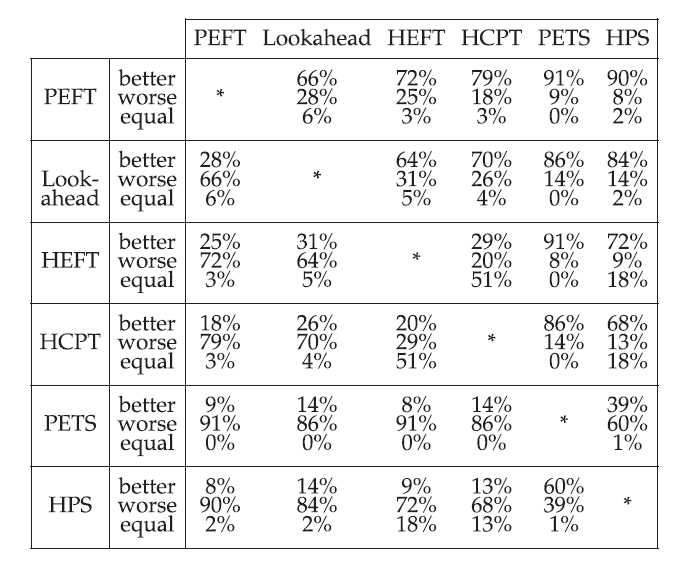 PEFT Lookahead HEFT HCPT PETS HPS
better 66% 72% 79% 91% 90%
PEFT worse * 28% 25% 18% 9% 8%
equal 6% 3% 3% 0% 2%
better 28% 64% 70% 86% 84%
Look- worse 66% * 31% 26% 14% 14%
ahead equal 6% 5% 4% 0% 2%
better 25% 31% 29% 91% 72%
HEFT worse 72% 64% * 20% 8% 9%
equal 3% 5% 51% 0% 18%
better 18% 26% 20% 86% 68%
HCPT worse 79% 70% 29% * 14% 13%
equal 3% 4% 51% 0% 18%
better 9% 14% 8% 14% 39%
PETS worse 91% 86% 91% 86% * 60%
equal 0% 0% 0% 0% 1%
better 8% 14% 9% 13% 60%
HPS worse 90% 84% 72% 68% 39% *
equal 2% 2% 18% 13% 1%